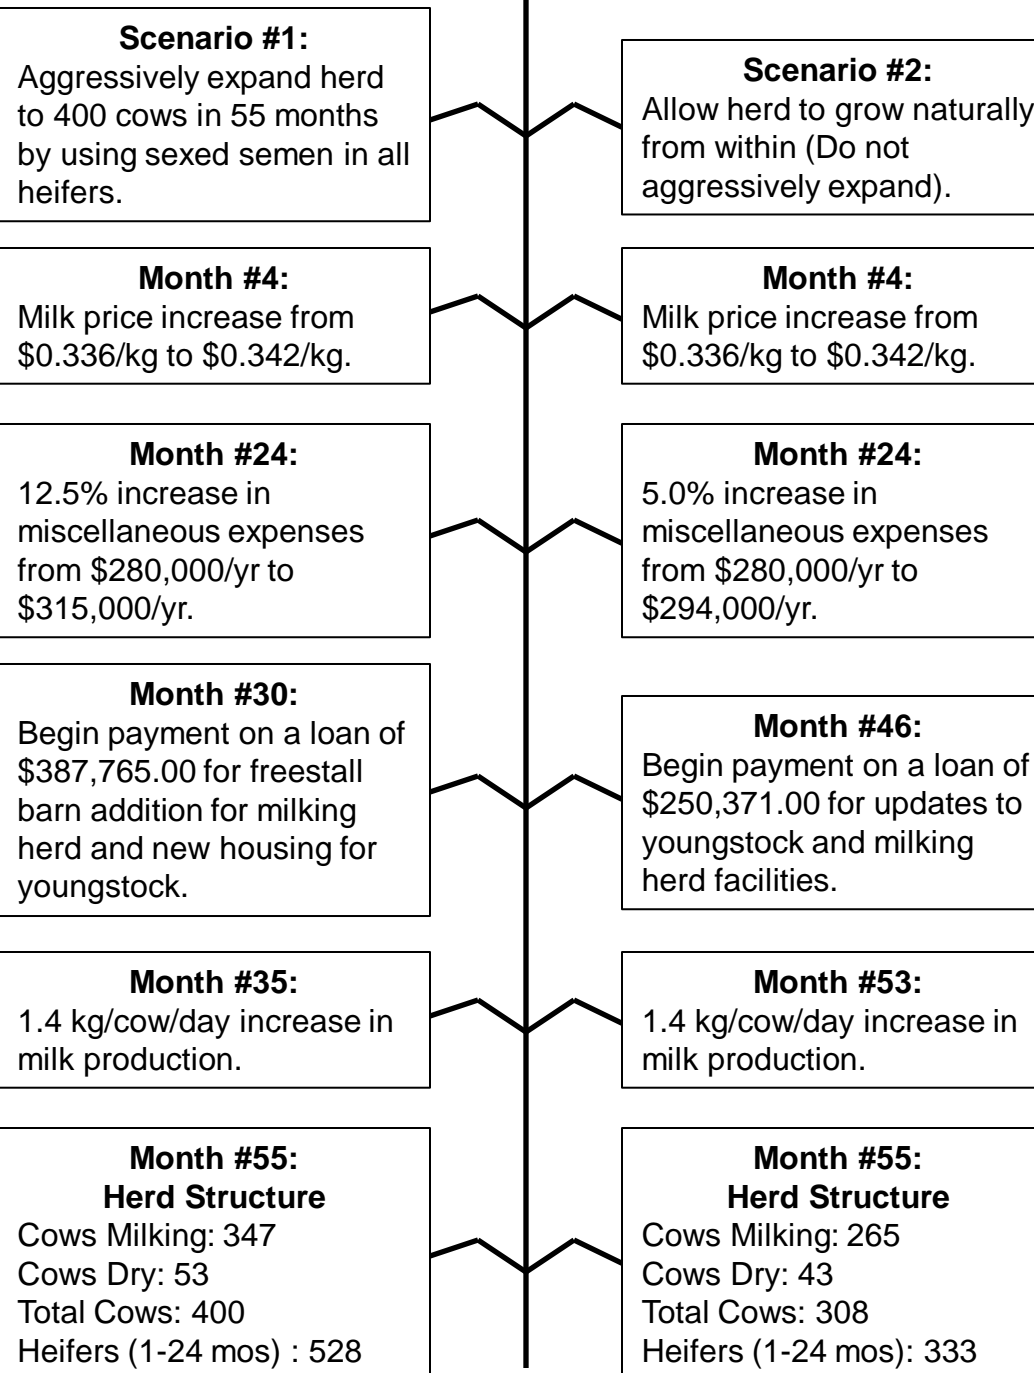 Scenario #1:
Aggressively expand herd
to 400 cows in 55 months
by using sexed semen in all
heifers.
Scenario #2:
Allow herd to grow naturally
from within (Do not
aggressively expand).
Month #4:
Milk price increase from
$0.336/kg to $0.342/kg.
Month #4:
Milk price increase from
$0.336/kg to $0.342/kg.
Month #24:
12.5% increase in
miscellaneous expenses
from $280,000/yr to
$315,000/yr.
Month #24:
5.0% increase in
miscellaneous expenses
from $280,000/yr to
$294,000/yr.
Month #30:
Begin payment on a loan of
$387,765.00 for freestall
barn addition for milking
herd and new housing for
youngstock.
Month #46:
Begin payment on a loan of
$250,371.00 for updates to
youngstock and milking
herd facilities.
Month #35:
1.4 kg/cow/day increase in
milk production.
Month #53:
1.4 kg/cow/day increase in
milk production.
Month #55:
Herd Structure
Cows Milking: 347
Cows Dry: 53
Total Cows: 400
Heifers (1-24 mos) : 528
Month #55:
Herd Structure
Cows Milking: 265
Cows Dry: 43
Total Cows: 308
Heifers (1-24 mos): 333